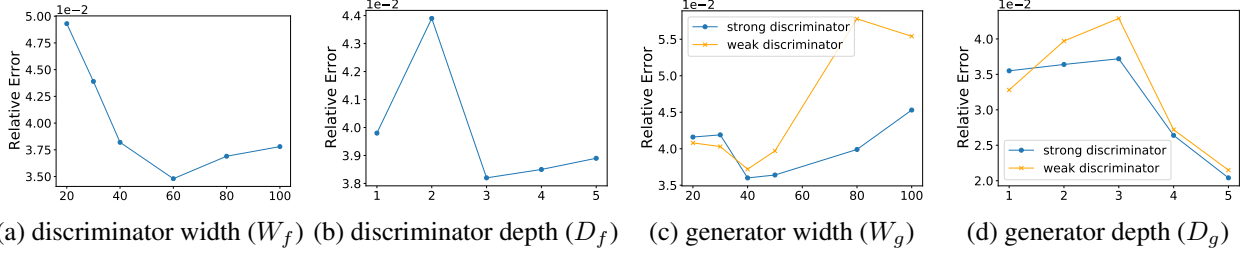 1e−2
5.00
4.75
4.50
4.25
4.00
3.75
3.50
Relative Error
20 40 60 80 100
(a) discriminator width (W_f)
1e−2
4.4
4.3
4.2
4.1
4.0
3.9
3.8
Relative Error
1 2 3 4 5
(b) discriminator depth (D_f)
1e−2
5.5
5.0
4.5
4.0
3.5
Relative Error
strong discriminator
weak discriminator
20 40 60 80 100
(c) generator width (W_g)
1e−2
4.0
3.5
3.0
2.5
2.0
Relative Error
strong discriminator
weak discriminator
1 2 3 4 5
(d) generator depth (D_g)